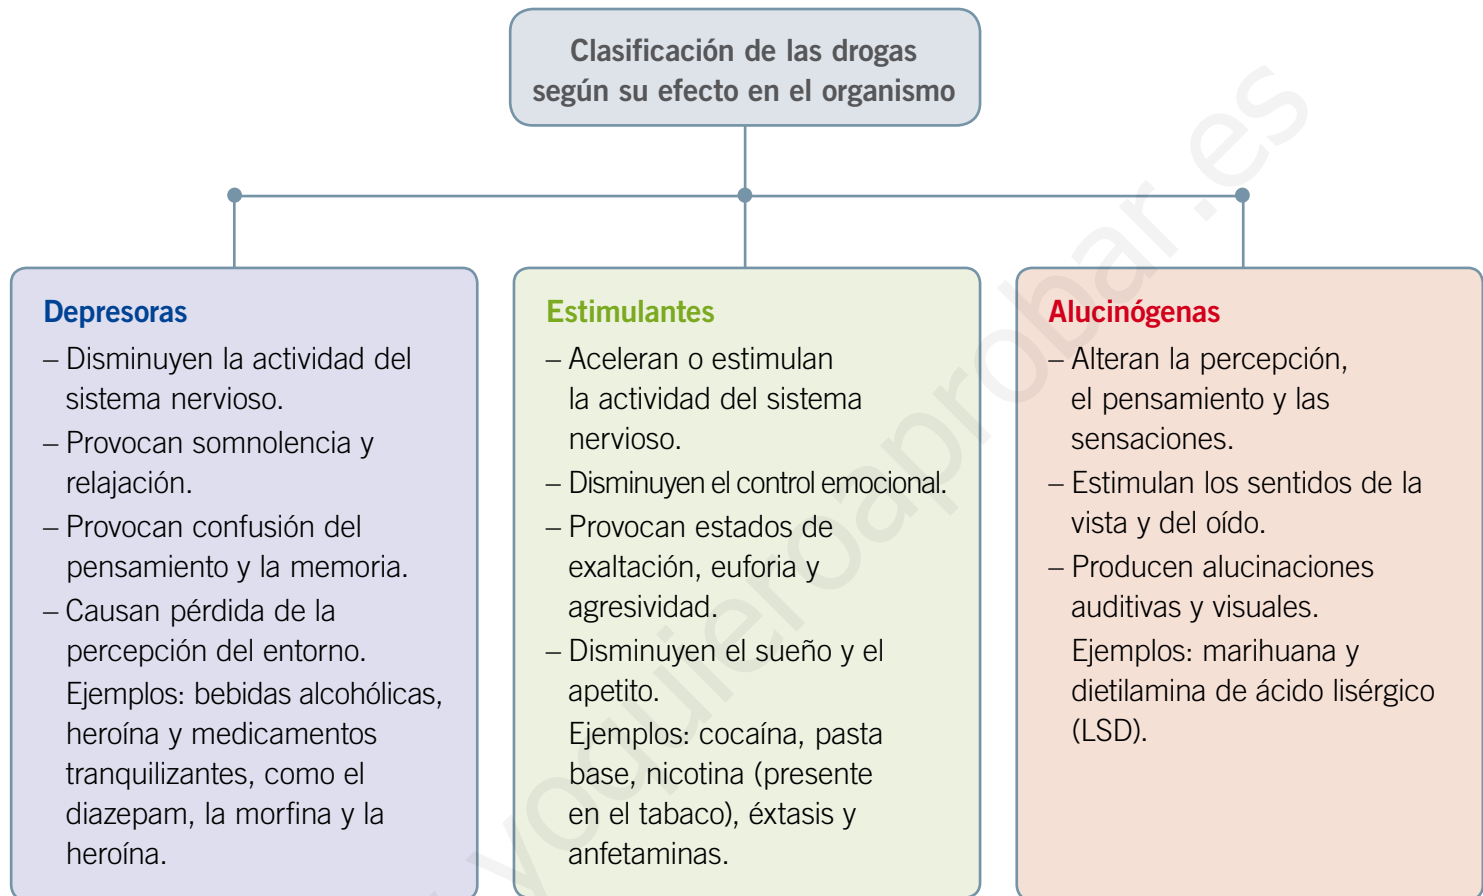 Clasificación de las drogas
según su efecto en el organismo
Depresoras
– Disminuyen la actividad del
sistema nervioso.
– Provocan somnolencia y
relajación.
– Provocan confusión del
pensamiento y la memoria.
– Causan pérdida de la
percepción del entorno.
Ejemplos: bebidas alcohólicas,
heroína y medicamentos
tranquilizantes, como el
diazepam, la morfina y la
heroína.
Estimulantes
– Aceleran o estimulan
la actividad del sistema
nervioso.
– Disminuyen el control emocional.
– Provocan estados de
exaltación, euforia y
agresividad.
– Disminuyen el sueño y el
apetito.
Ejemplos: cocaína, pasta
base, nicotina (presente
en el tabaco), éxtasis y
anfetaminas.
Alucinógenas
– Alteran la percepción,
el pensamiento y las
sensaciones.
– Estimulan los sentidos de la
vista y del oído.
– Producen alucinaciones
auditivas y visuales.
Ejemplos: marihuana y
dietilamina de ácido lisérgico
(LSD).
yoquieroaprobar.es